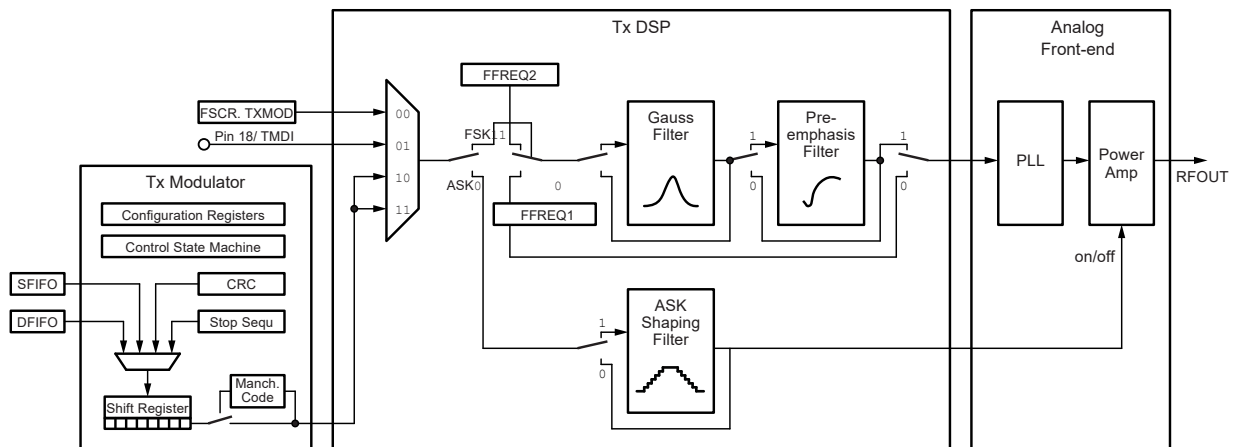 Tx DSP
Analog
Front-end
FFREQ2
FSCR. TXMOD
00
Pin 18/ TMDI
01
FSK
1
1
Gauss
Filter
1
Pre-
emphasis
Filter
1
PLL
Power
Amp
RFOUT
Tx Modulator
10
ASK
0
0
0
0
Configuration Registers
11
FFREQ1
Control State Machine
on/off
SFIFO
CRC
DFIFO
Stop Sequ
ASK
Shaping
Filter
1
0
Manch.
Code
Shift Register